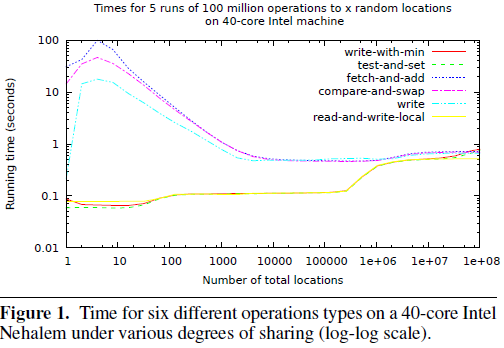 Times for 5 runs of 100 million operations to x random locations
on 40-core Intel machine
100
10
1
0.1
0.01
Running time (seconds)
write-with-min
test-and-set
fetch-and-add
compare-and-swap
write
read-and-write-local
1 10 100 1000 10000 100000 1e+06 1e+07 1e+08
Number of total locations
Figure 1. Time for six different operations types on a 40-core Intel
Nehalem under various degrees of sharing (log-log scale).